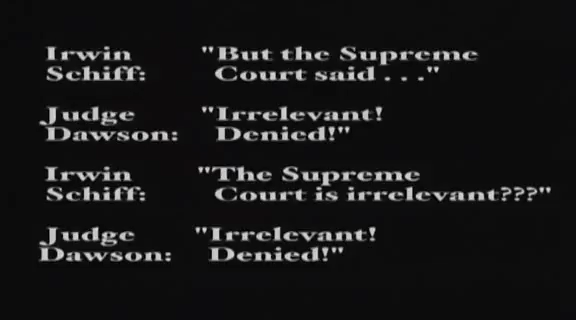 Irwin "But the Supreme
Schiff: Court said . . ."
Judge "Irrelevant!
Dawson: Denied!"
Irwin "The Supreme
Schiff: Court is irrelevant???"
Judge "Irrelevant!
Dawson: Denied!"